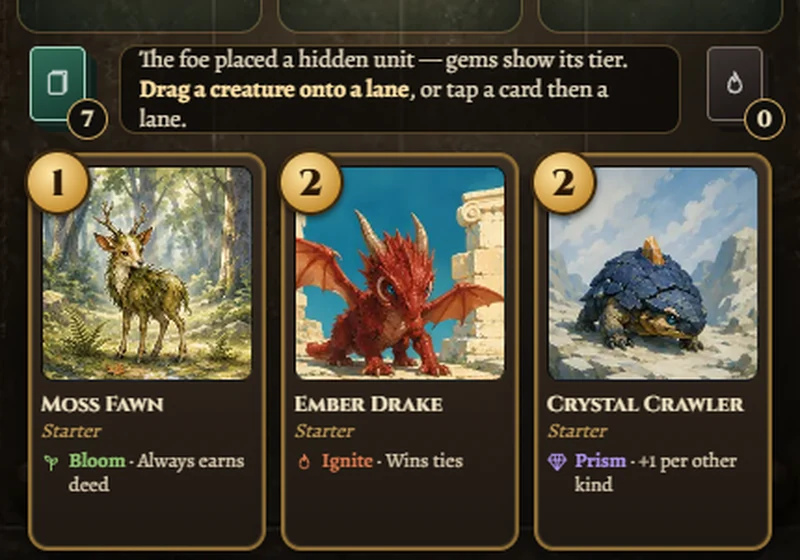 The foe placed a hidden unit — gems show its tier.
Drag a creature onto a lane, or tap a card then a
lane.
7
0
1
2
2
Moss Fawn
Starter
Bloom · Always earns
deed
Ember Drake
Starter
Ignite · Wins ties
Crystal Crawler
Starter
Prism · +1 per other
kind